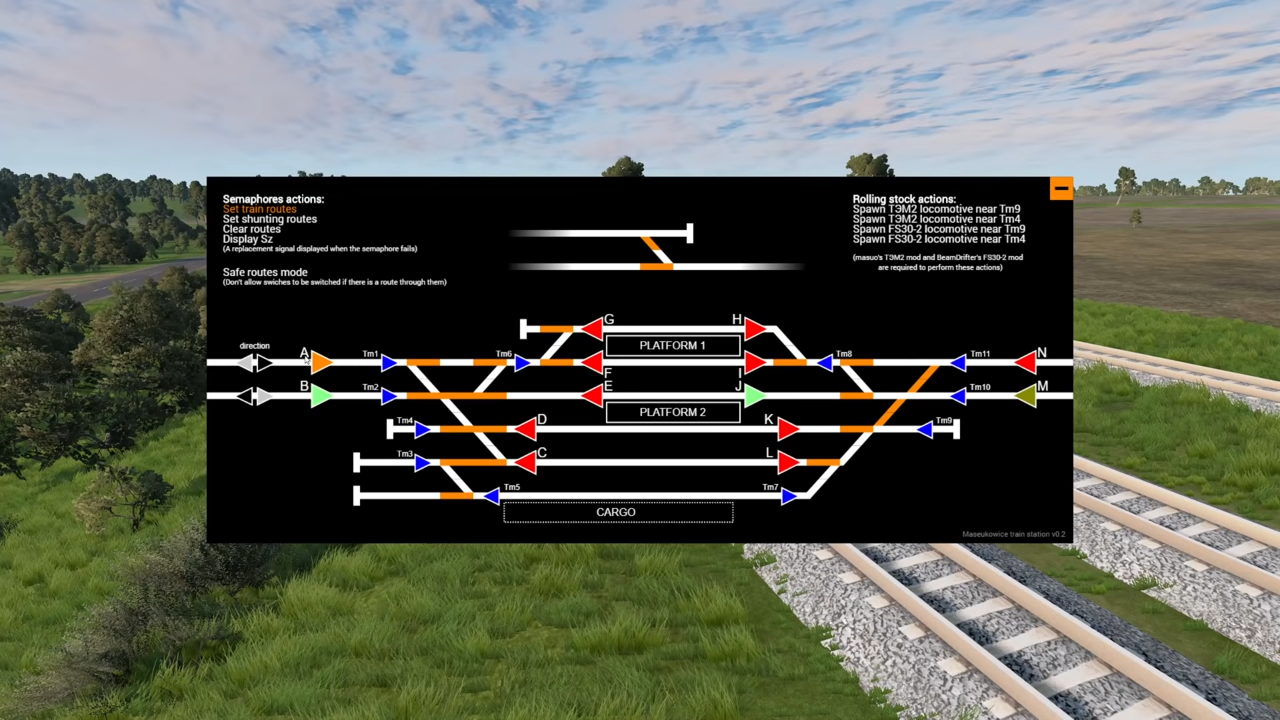 Semaphores actions:
Set train routes
Set shunting routes
Clear routes
Display Sz
(A replacement signal displayed when the semaphore fails)
Safe routes mode
(Don't allow swiches to be switched if there is a route through them)
Rolling stock actions:
Spawn TЭM2 locomotive near Tm9
Spawn TЭM2 locomotive near Tm4
Spawn FS30-2 locomotive near Tm9
Spawn FS30-2 locomotive near Tm4
(masuo's TЭM2 mod and BeamDrifter's FS30-2 mod
are required to perform these actions)
G H
PLATFORM 1
direction
A Tm1 Tm6 F I Tm8 Tm11 N
B Tm2 E J Tm10 M
PLATFORM 2
Tm4 D K Tm9
Tm3 C L
Tm5 Tm7
CARGO
Maseukowice train station v0.2